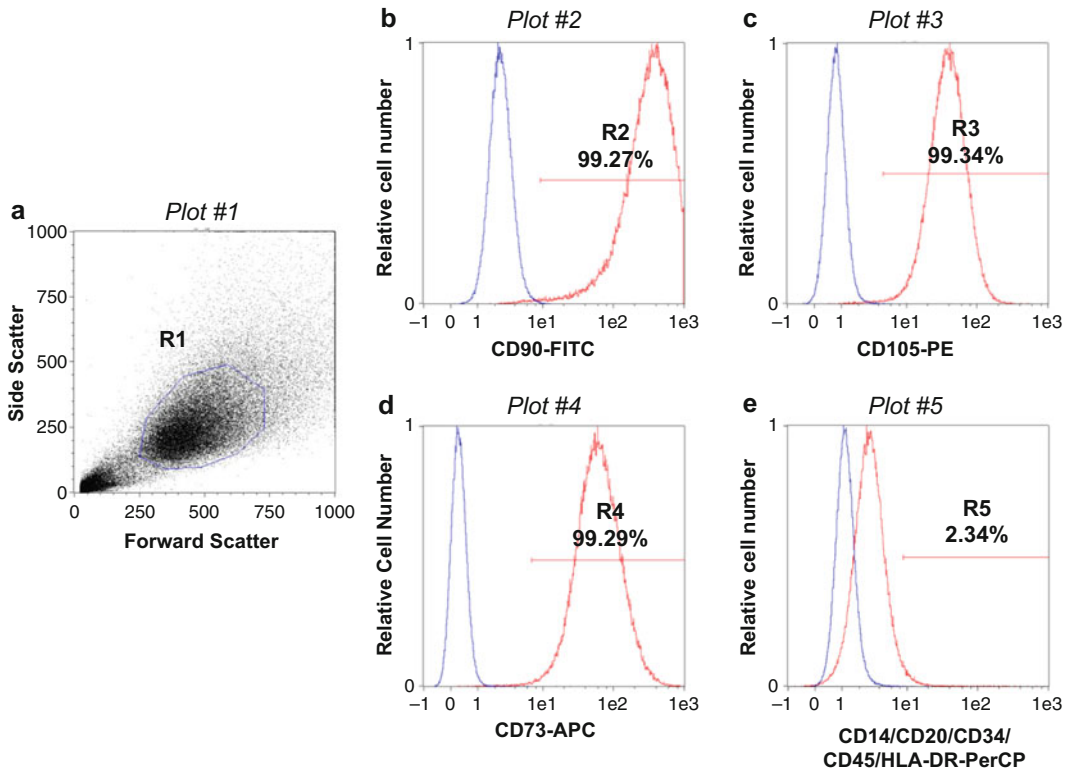 a
Plot #1
1000
750
500
250
0
Side Scatter
R1
0 250 500 750 1000
Forward Scatter
b
Plot #2
1
0
Relative cell number
R2
99.27%
−1 0 1 1e1 1e2 1e3
CD90-FITC
c
Plot #3
1
0
Relative cell number
R3
99.34%
−1 0 1 1e1 1e2 1e3
CD105-PE
d
Plot #4
1
0
Relative Cell Number
R4
99.29%
−1 0 1 1e1 1e2 1e3
CD73-APC
e
Plot #5
1
0
Relative cell number
R5
2.34%
−1 0 1 1e1 1e2 1e3
CD14/CD20/CD34/
CD45/HLA-DR-PerCP